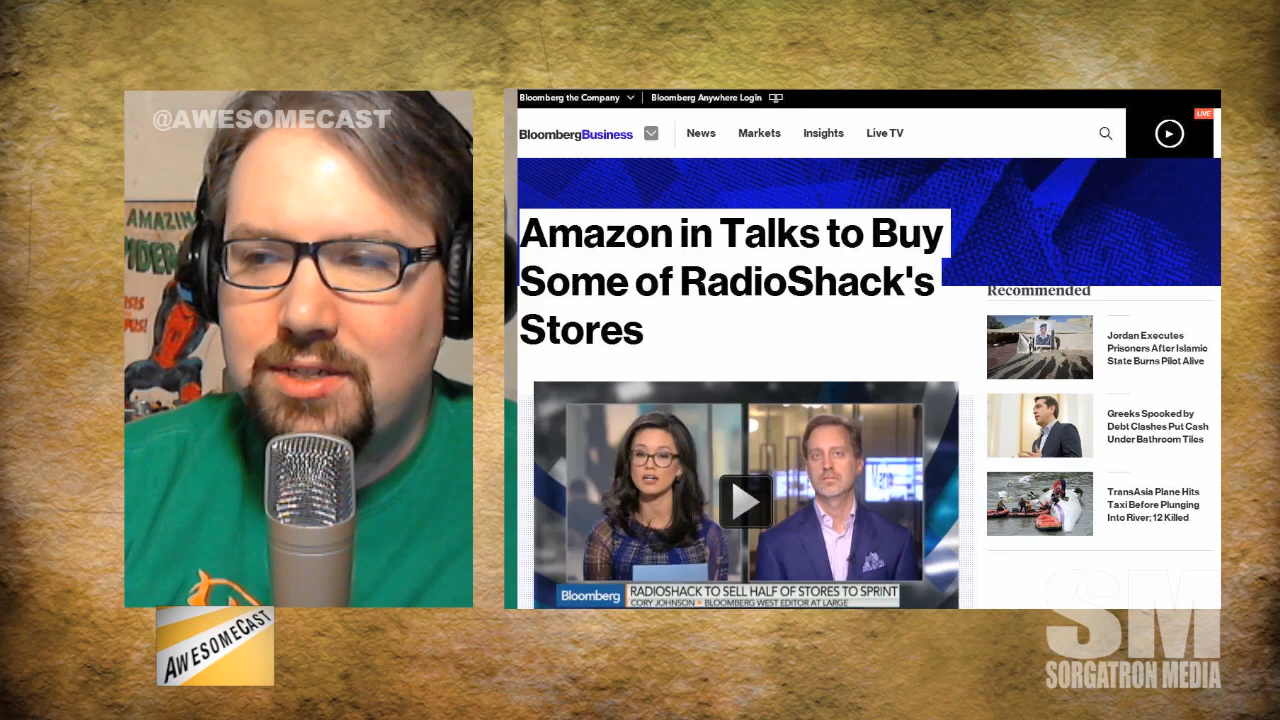 @AWESOMECAST
AMAZIN
Bloomberg the Company
Bloomberg Anywhere Login
BloombergBusiness
News
Markets
Insights
Live TV
LIVE
Amazon in Talks to Buy
Some of RadioShack's
Stores
Recommended
Jordan Executes
Prisoners After Islamic
State Burns Pilot Alive
Greeks Spooked by
Debt Clashes Put Cash
Under Bathroom Tiles
TransAsia Plane Hits
Taxi Before Plunging
Into River; 12 Killed
Bloomberg
RADIOSHACK TO SELL HALF OF STORES TO SPRINT
CORY JOHNSON • BLOOMBERG WEST EDITOR AT LARGE
AWESOMECAST
SM
SORGATRON MEDIA